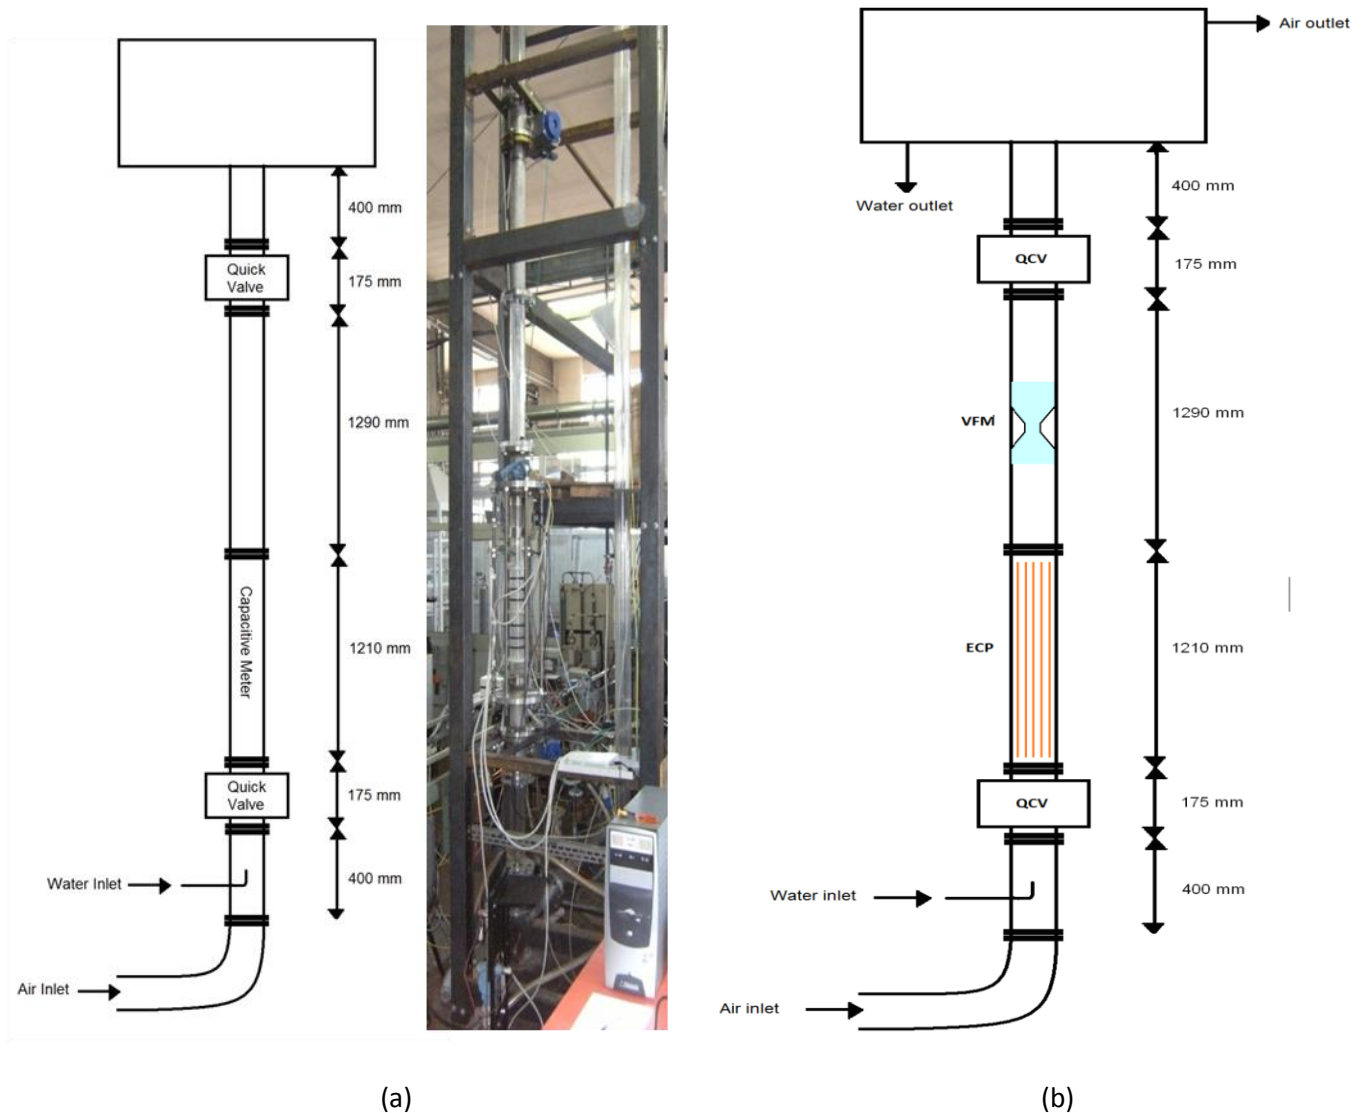 400 mm
Quick
Valve
175 mm
1290 mm
Capacitive Meter
1210 mm
Quick
Valve
175 mm
Water Inlet
400 mm
Air Inlet
(a)
Air outlet
Water outlet
400 mm
QCV
175 mm
VFM
1290 mm
ECP
1210 mm
QCV
175 mm
Water inlet
400 mm
Air inlet
(b)